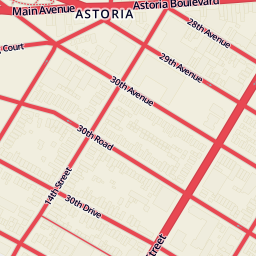 Astoria Boulevard
Main Avenue
ASTORIA
28th Avenue
Court
29th Avenue
30th Avenue
30th Road
14th Street
30th Drive
Street